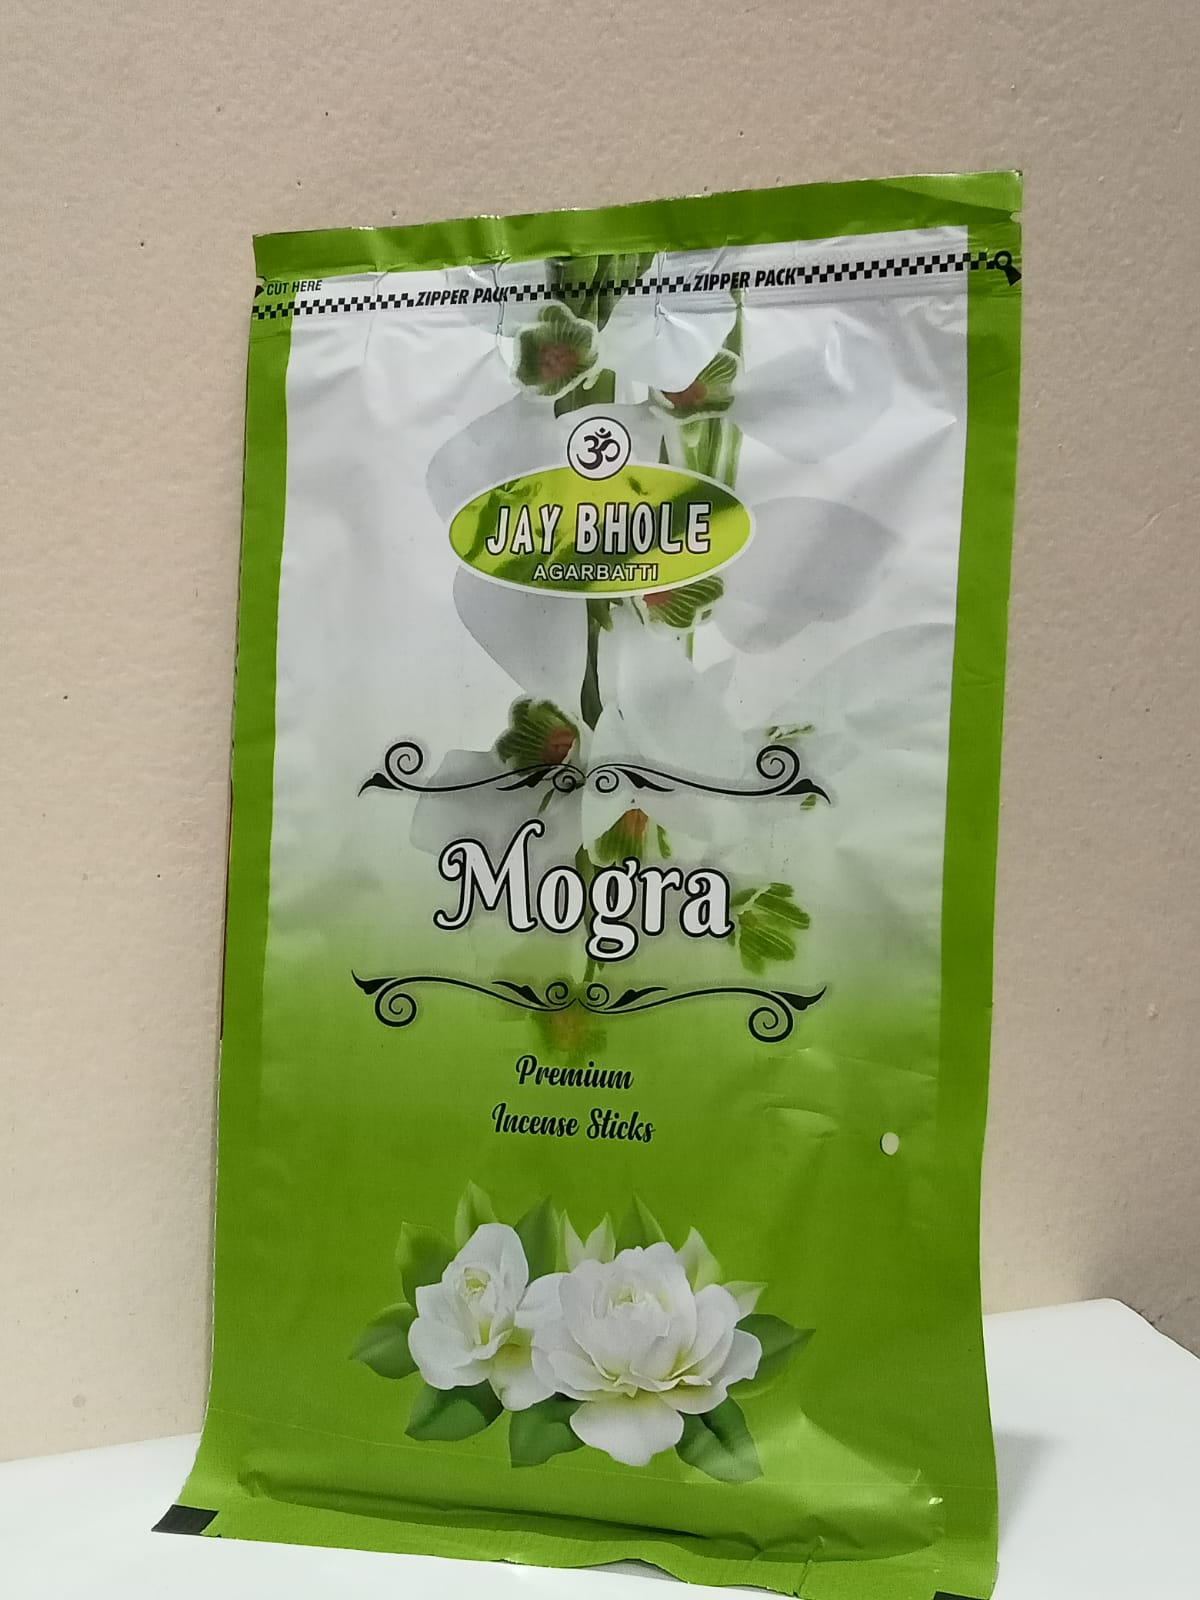 CUT HERE
ZIPPER PACK ZIPPER PACK
ॐ
JAY BHOLE
AGARBATTI
Mogra
Premium
Incense Sticks